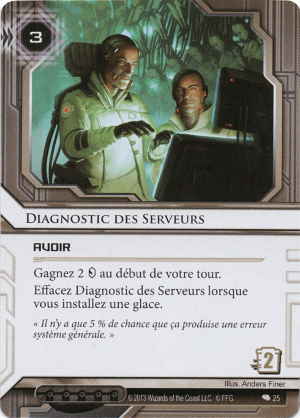 3
DIAGNOSTIC DES SERVEURS
AVOIR
Gagnez 2 au début de votre tour.
Effacez Diagnostic des Serveurs lorsque
vous installez une glace.
« Il n'y a que 5 % de chance que ça produise une erreur
système générale. »
2
Illus. Anders Finer
© 2013 Wizards of the Coast LLC. © FFG 25